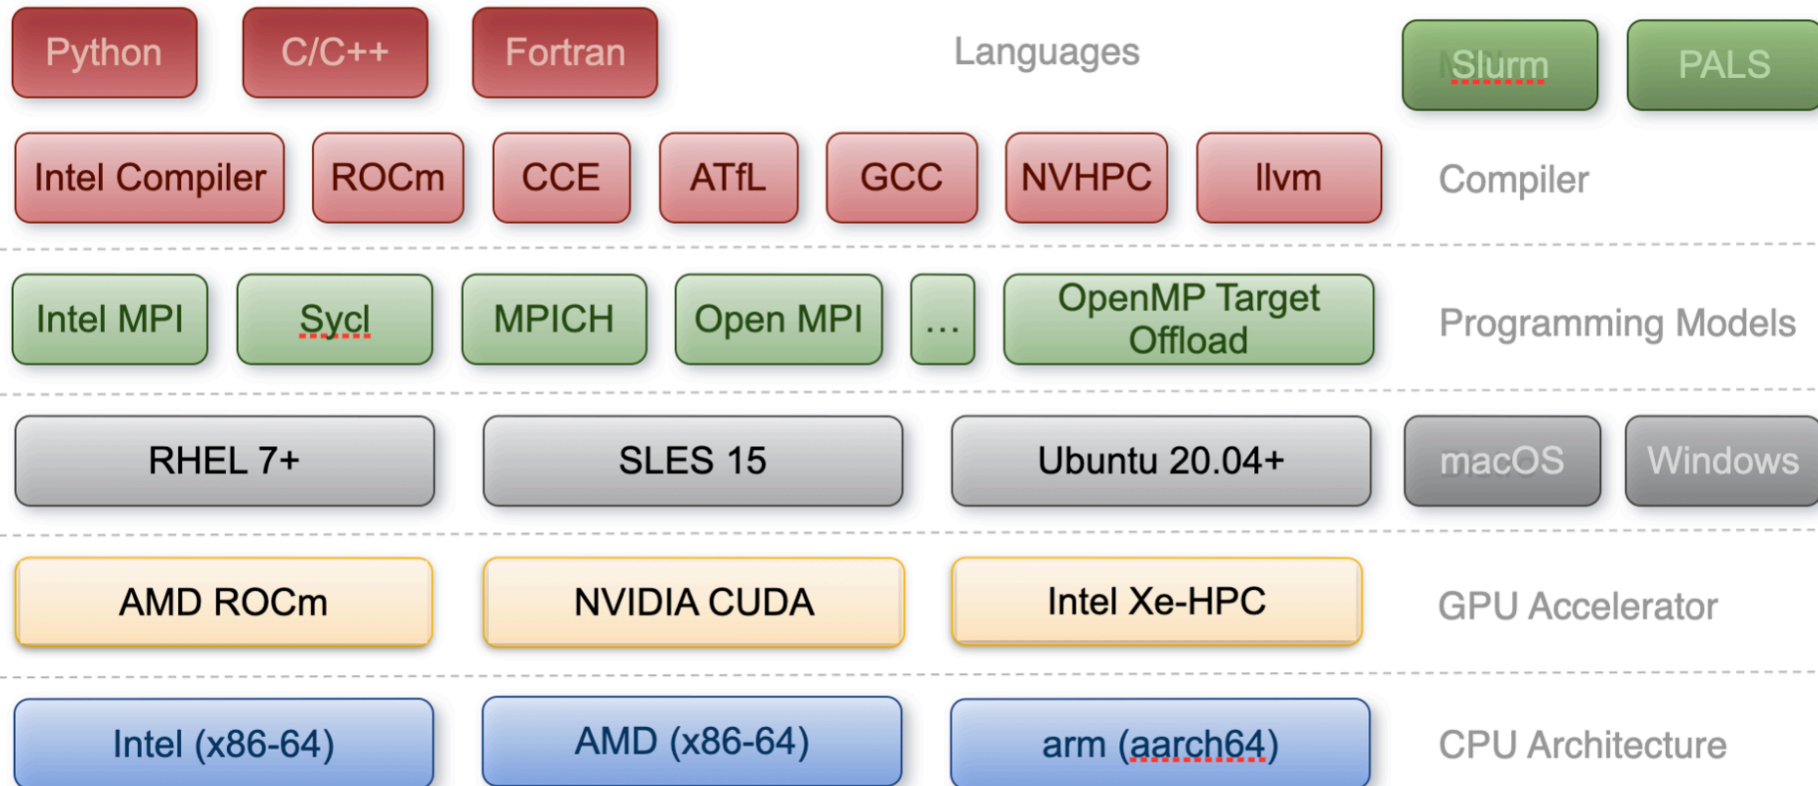 Python
C/C++
Fortran
Languages
Slurm
PALS
Intel Compiler
ROCm
CCE
ATfL
GCC
NVHPC
llvm
Compiler
Intel MPI
Sycl
MPICH
Open MPI
...
OpenMP Target
Offload
Programming Models
RHEL 7+
SLES 15
Ubuntu 20.04+
macOS
Windows
AMD ROCm
NVIDIA CUDA
Intel Xe-HPC
GPU Accelerator
Intel (x86-64)
AMD (x86-64)
arm (aarch64)
CPU Architecture